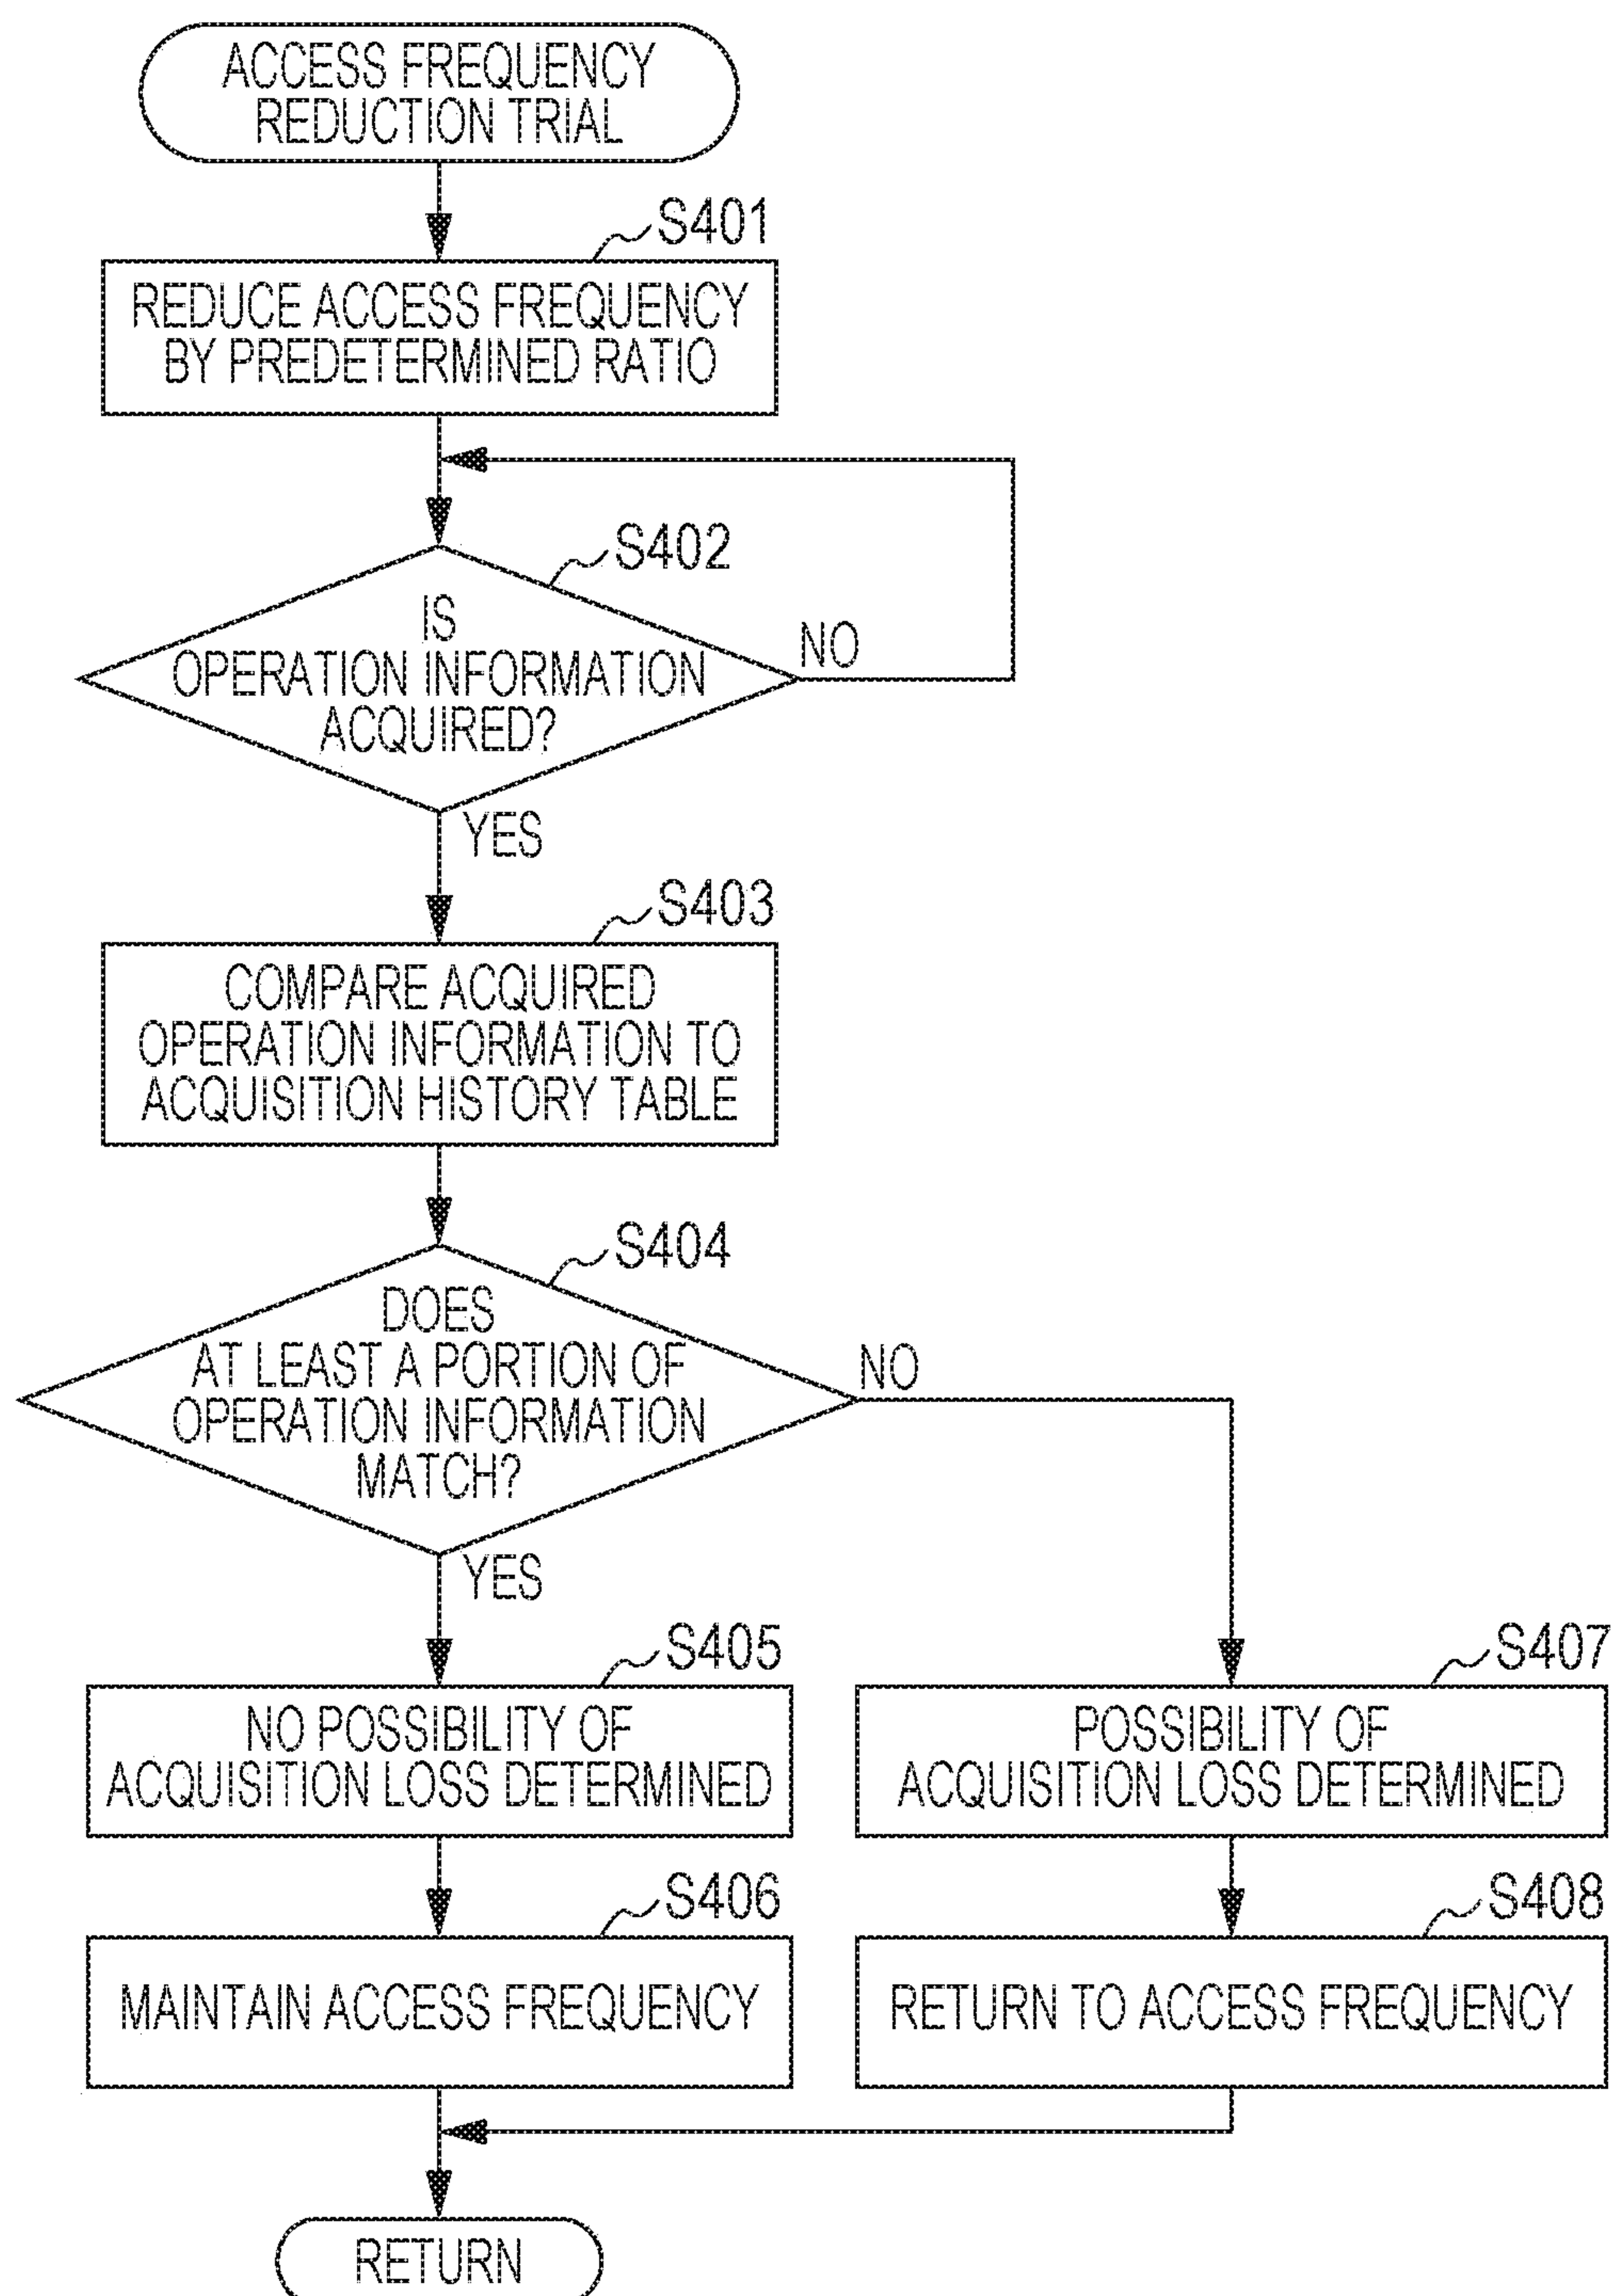 ACCESS FREQUENCY
REDUCTION TRIAL
S401
REDUCE ACCESS FREQUENCY
BY PREDETERMINED RATIO
S402
IS
OPERATION INFORMATION
ACQUIRED?
NO
YES
S403
COMPARE ACQUIRED
OPERATION INFORMATION TO
ACQUISITION HISTORY TABLE
S404
DOES
AT LEAST A PORTION OF
OPERATION INFORMATION
MATCH?
NO
YES
S405
NO POSSIBILITY OF
ACQUISITION LOSS DETERMINED
S407
POSSIBILITY OF
ACQUISITION LOSS DETERMINED
S406
MAINTAIN ACCESS FREQUENCY
S408
RETURN TO ACCESS FREQUENCY
RETURN